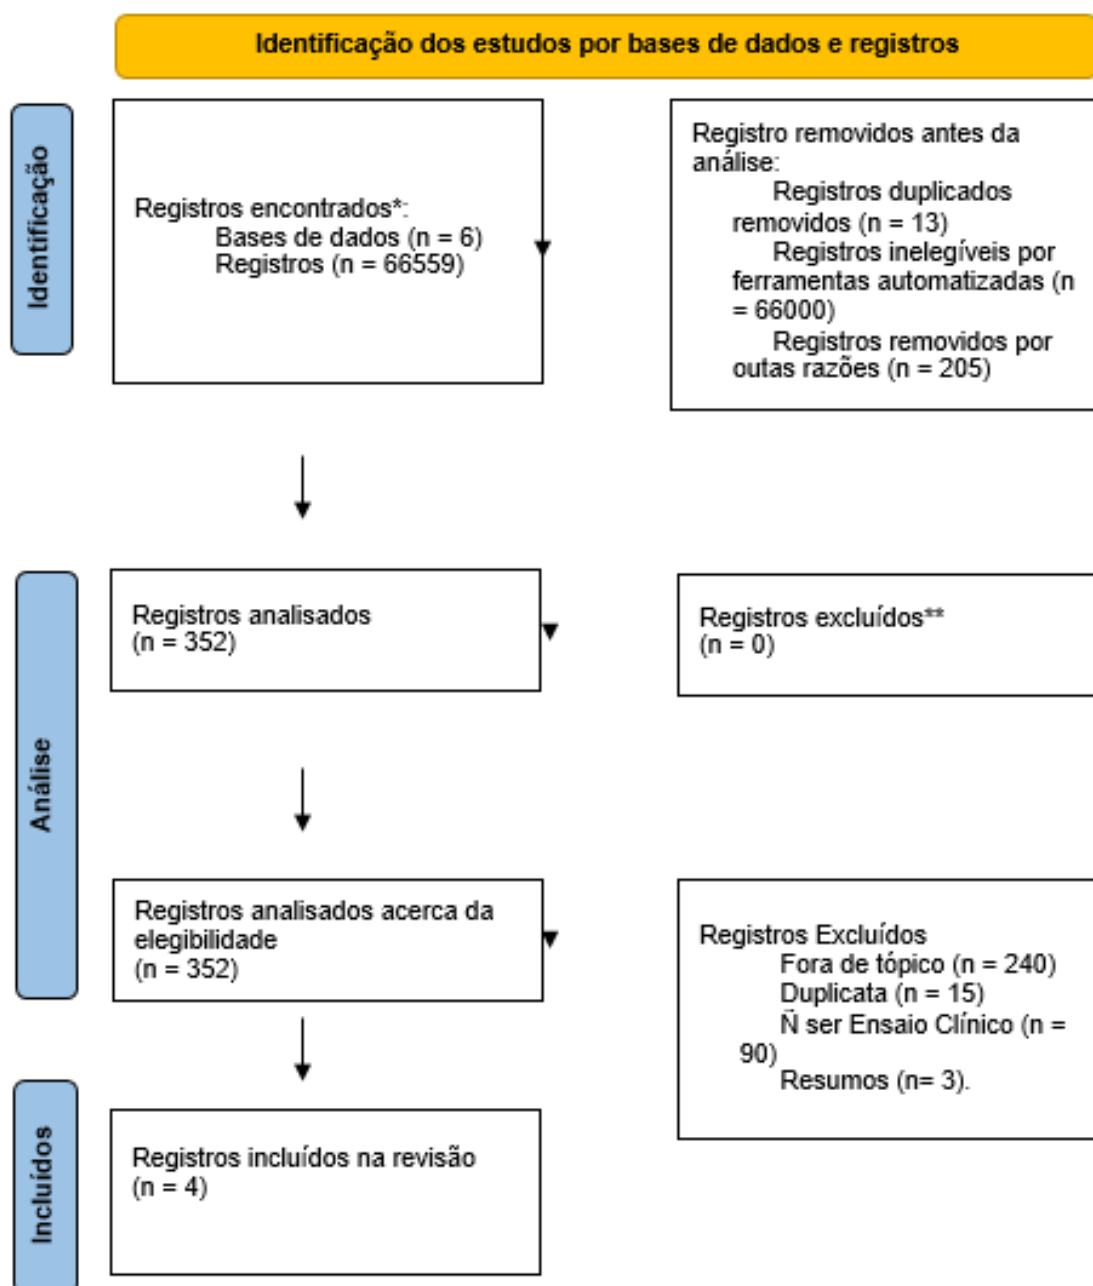 Identificação dos estudos por bases de dados e registros
Identificação
Registros encontrados*:
Bases de dados (n = 6)
Registros (n = 66559)
Registro removidos antes da
análise:
Registros duplicados
removidos (n = 13)
Registros inelegíveis por
ferramentas automatizadas (n
= 66000)
Registros removidos por
outas razões (n = 205)
Análise
Registros analisados
(n = 352)
Registros excluídos**
(n = 0)
Registros analisados acerca da
elegibilidade
(n = 352)
Registros Excluídos
Fora de tópico (n = 240)
Duplicata (n = 15)
Ñ ser Ensaio Clínico (n =
90)
Resumos (n= 3).
Incluídos
Registros incluídos na revisão
(n = 4)